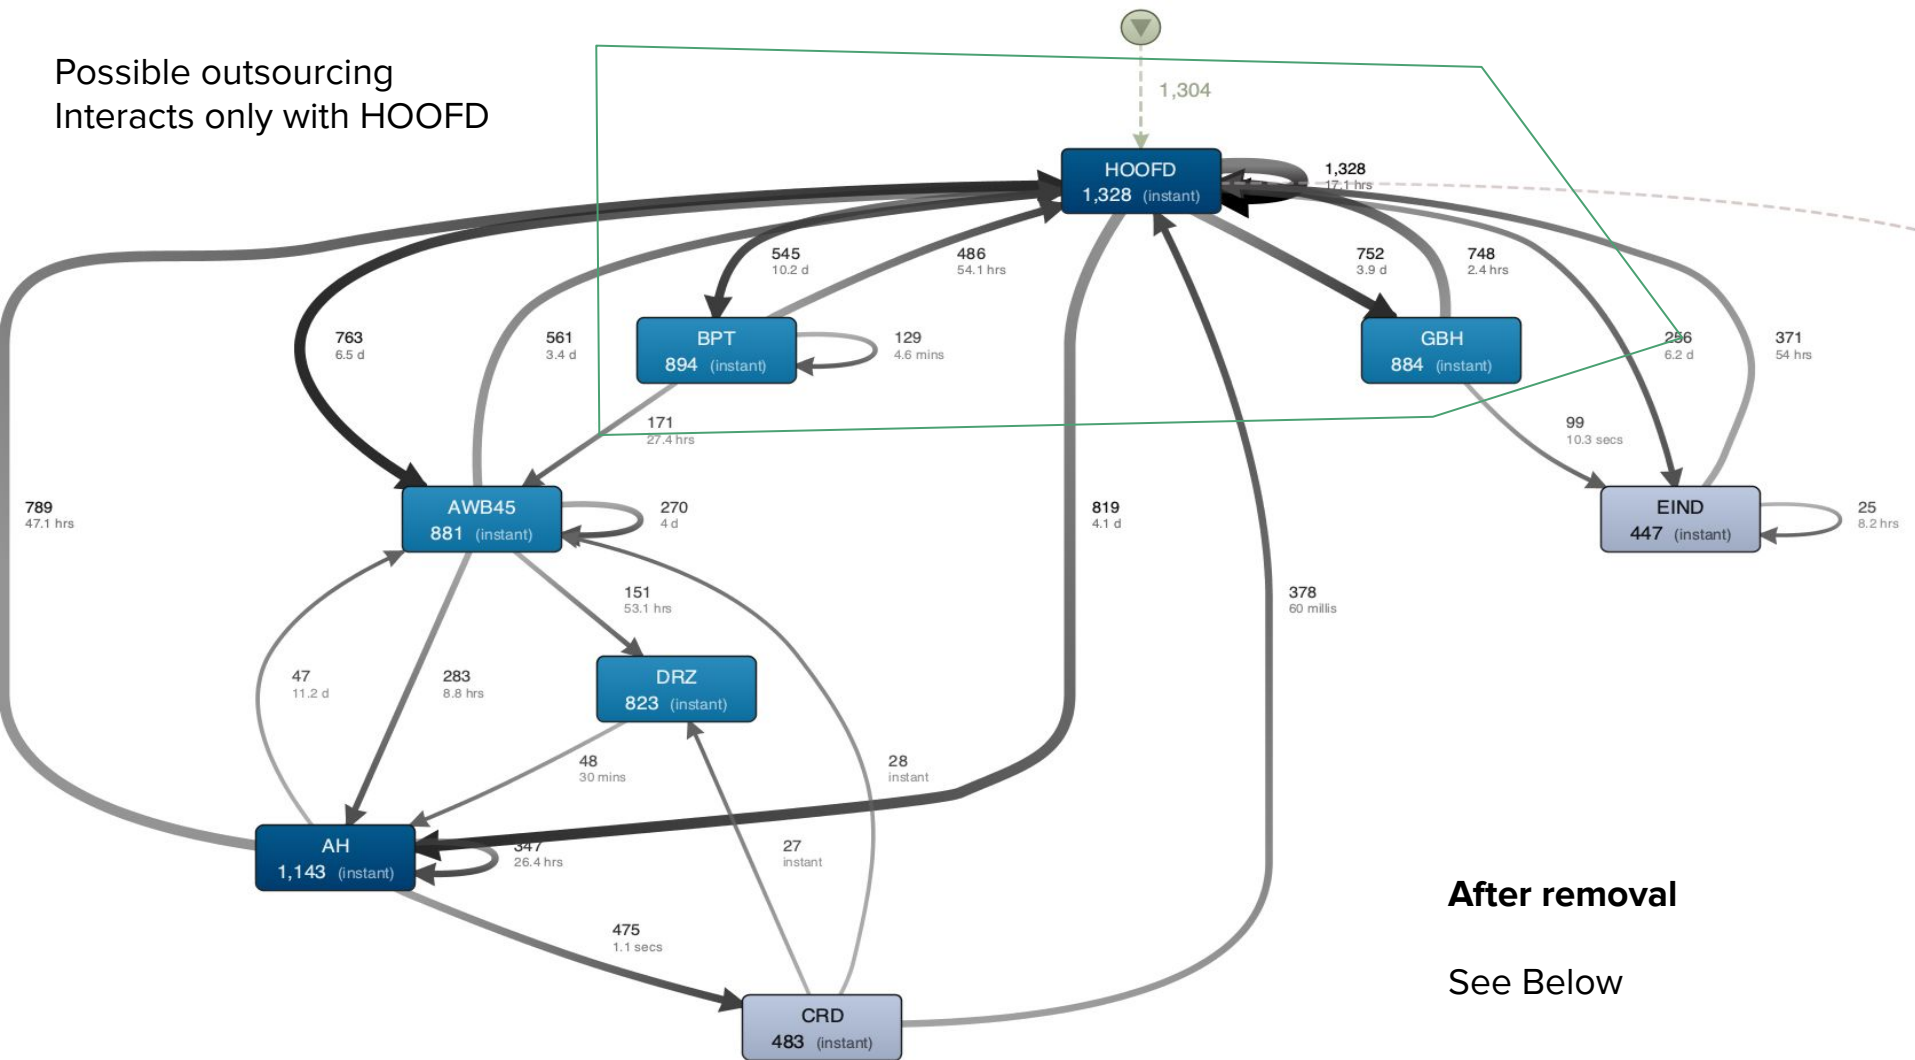 Possible outsourcing
Interacts only with HOOFD
1,304
HOOFD
1,328 (instant)
1,328
17.1 hrs
545
10.2 d
486
54.1 hrs
752
3.9 d
748
2.4 hrs
763
6.5 d
561
3.4 d
BPT
894 (instant)
129
4.6 mins
GBH
884 (instant)
256
6.2 d
371
54 hrs
171
27.4 hrs
99
10.3 secs
789
47.1 hrs
AWB45
881 (instant)
270
4 d
819
4.1 d
EIND
447 (instant)
25
8.2 hrs
151
53.1 hrs
378
60 millis
47
11.2 d
283
8.8 hrs
DRZ
823 (instant)
48
30 mins
28
instant
AH
1,143 (instant)
347
26.4 hrs
27
instant
After removal
475
1.1 secs
See Below
CRD
483 (instant)